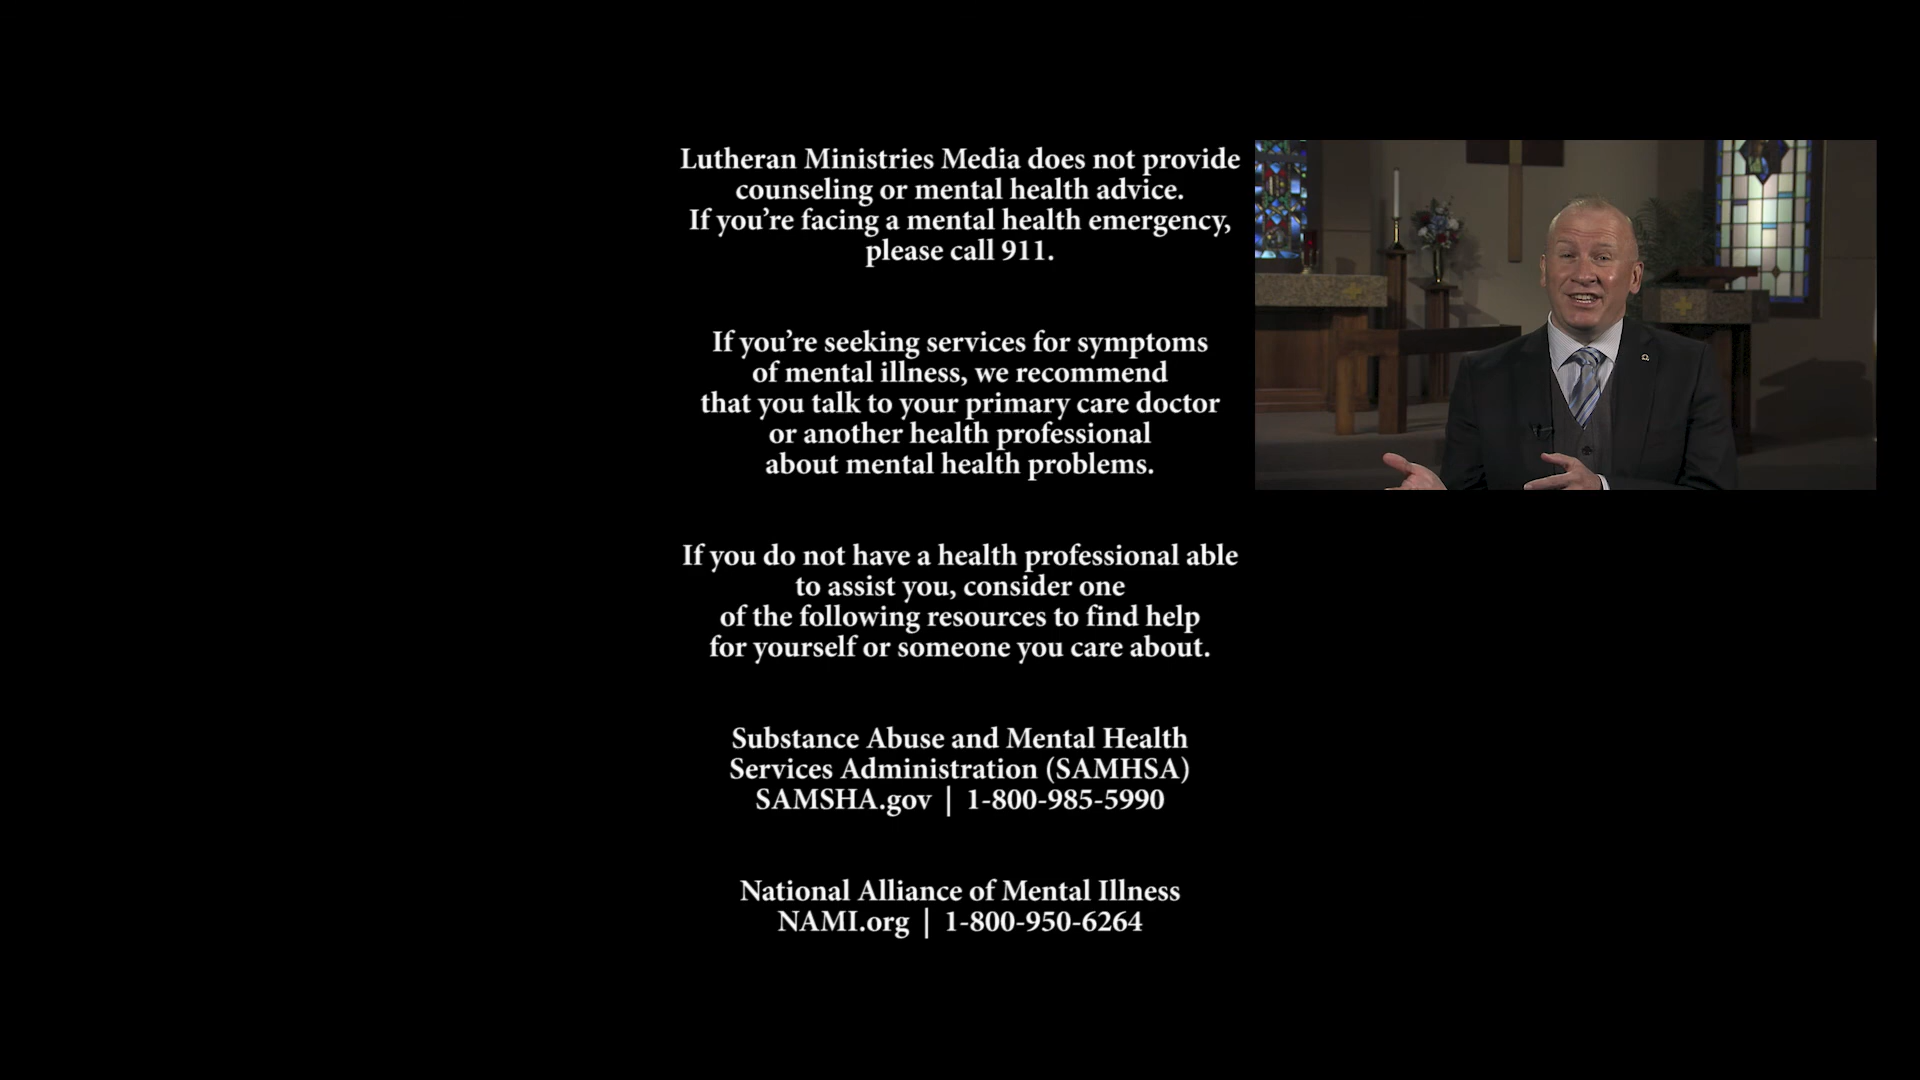 Lutheran Ministries Media does not provide
counseling or mental health advice.
If you’re facing a mental health emergency,
please call 911.
If you’re seeking services for symptoms
of mental illness, we recommend
that you talk to your primary care doctor
or another health professional
about mental health problems.
If you do not have a health professional able
to assist you, consider one
of the following resources to find help
for yourself or someone you care about.
Substance Abuse and Mental Health
Services Administration (SAMHSA)
SAMSHA.gov | 1-800-985-5990
National Alliance of Mental Illness
NAMI.org | 1-800-950-6264